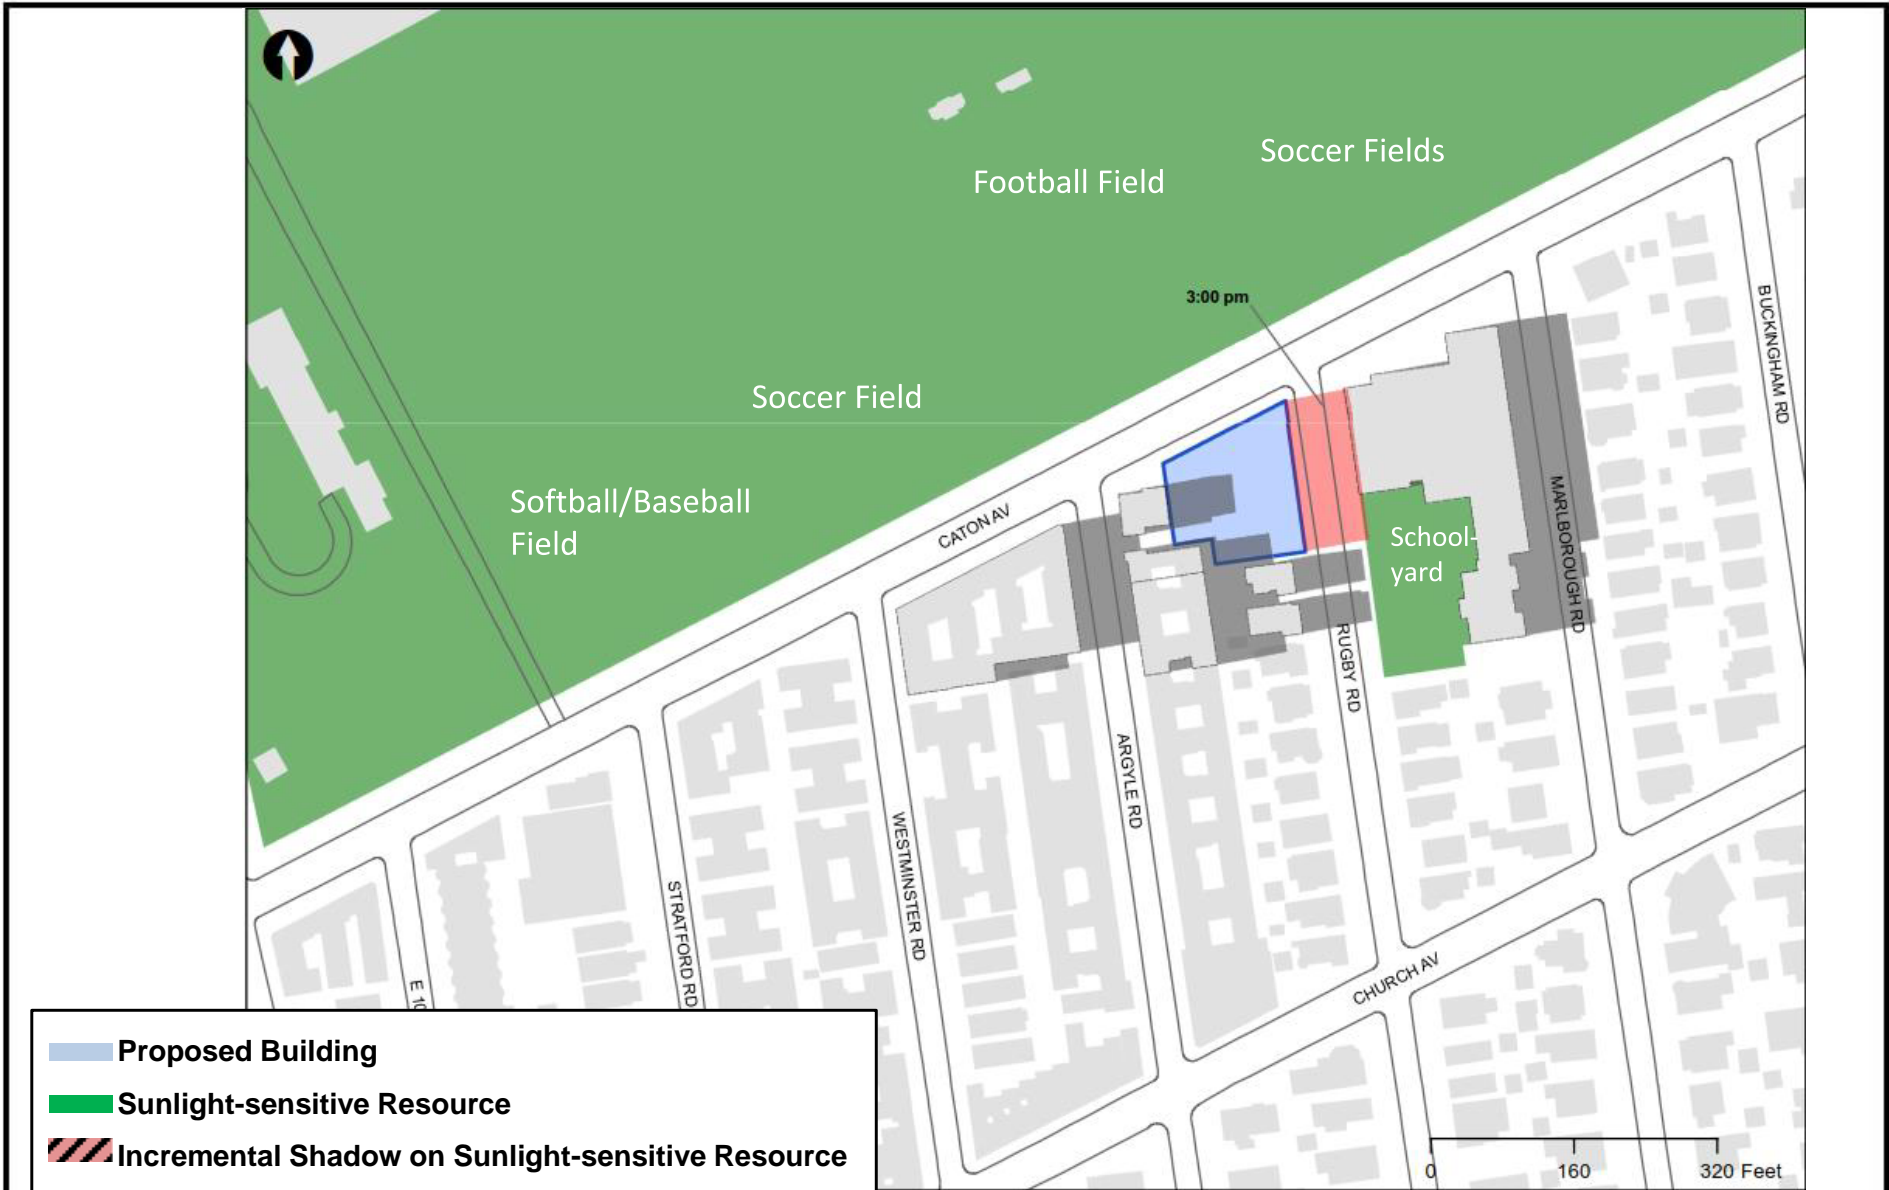 Soccer Fields
Football Field
3:00 pm
BUCKINGHAM RD
Soccer Field
Softball/Baseball
Field
CATON AV
School-
yard
MARLBOROUGH RD
RUGBY RD
ARGYLE RD
WESTMINSTER RD
STRATFORD RD
E 10
CHURCH AV
Proposed Building
Sunlight-sensitive Resource
Incremental Shadow on Sunlight-sensitive Resource
0 160 320 Feet